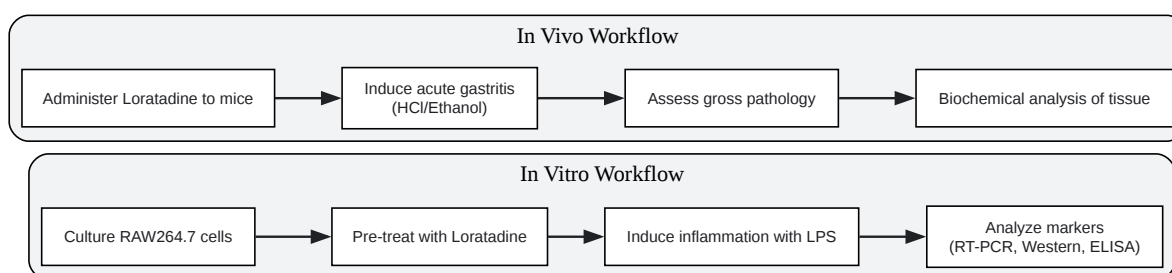 In Vivo Workflow
Administer Loratadine to mice
Induce acute gastritis
(HCl/Ethanol)
Assess gross pathology
Biochemical analysis of tissue
In Vitro Workflow
Culture RAW264.7 cells
Pre-treat with Loratadine
Induce inflammation with LPS
Analyze markers
(RT-PCR, Western, ELISA)